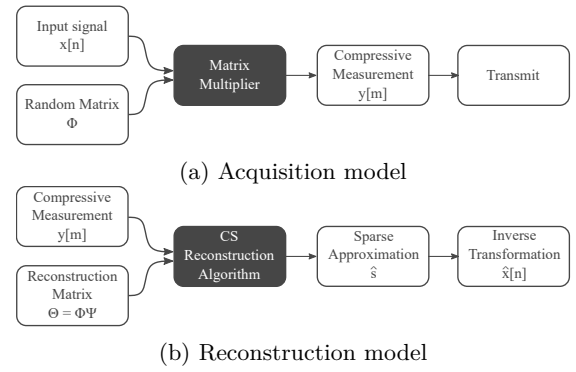 Input signal
x[n]
Random Matrix
Φ
Matrix
Multiplier
Compressive
Measurement
y[m]
Transmit
(a) Acquisition model
Compressive
Measurement
y[m]
Reconstruction
Matrix
Θ = ΦΨ
CS
Reconstruction
Algorithm
Sparse
Approximation
ŝ
Inverse
Transformation
x̂[n]
(b) Reconstruction model